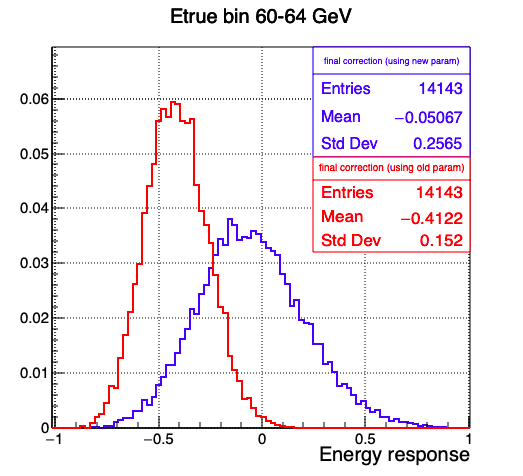 Etrue bin 60-64 GeV
final correction (using new param)
Entries 14143
Mean −0.05067
Std Dev 0.2565
final correction (using old param)
Entries 14143
Mean −0.4122
Std Dev 0.152
0.06
0.05
0.04
0.03
0.02
0.01
0
−1 −0.5 0 0.5 1
Energy response